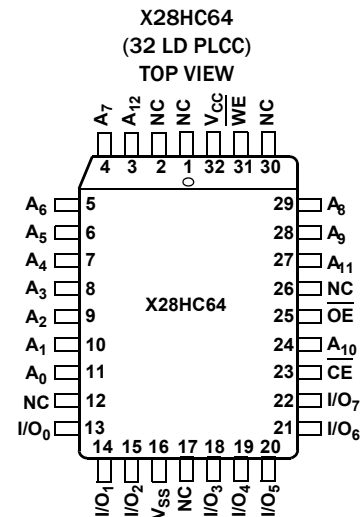 X28HC64
(32 LD PLCC)
TOP VIEW
A7 A12 NC NC VCC WE NC
4 3 2 1 32 31 30
A6 5 29 A8
A5 6 28 A9
A4 7 27 A11
A3 8 26 NC
A2 9 X28HC64 25 OE
A1 10 24 A10
A0 11 23 CE
NC 12 22 I/O7
I/O0 13 21 I/O6
14 15 16 17 18 19 20
I/O1 I/O2 VSS NC I/O3 I/O4 I/O5